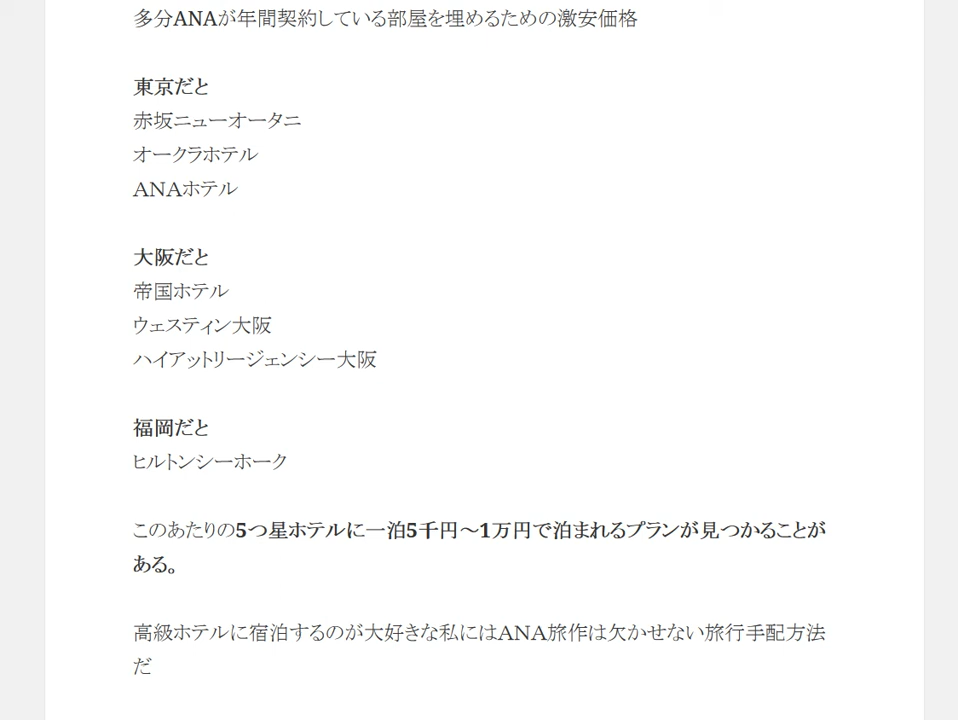 多分ANAが年間契約している部屋を埋めるための激安価格
東京だと
赤坂ニューオータニ
オークラホテル
ANAホテル
大阪だと
帝国ホテル
ウェスティン大阪
ハイアットリージェンシー大阪
福岡だと
ヒルトンシーホーク
このあたりの5つ星ホテルに一泊5千円〜1万円で泊まれるプランが見つかることが
ある。
高級ホテルに宿泊するのが大好きな私にはANA旅作は欠かせない旅行手配方法
だ